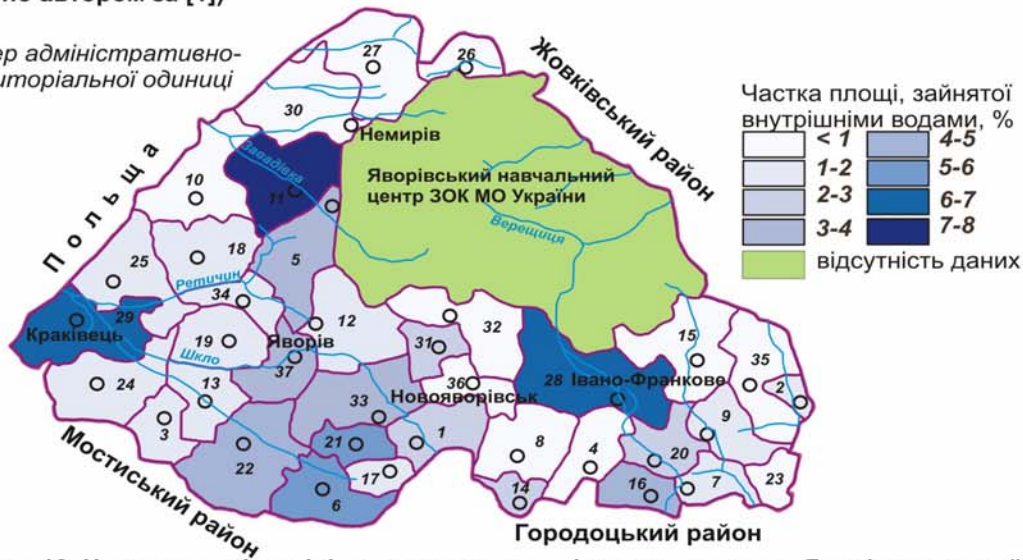 27
26
Жовківський район
ер адміністративно-
иторіальної одиниці
30
Немирів
Польща
Завадівка
10
11
Яворівський навчальний
центр ЗОК МО України
Верещиця
Частка площі, зайнятої
внутрішніми водами, %
< 1
4-5
1-2
5-6
2-3
6-7
3-4
7-8
відсутність даних
18
5
25
Ретичин
34
29
Краківець
12
32
15
19
Яворів
31
35
Шкло
37
24
13
36
Новояворівськ
28
Івано-Франкове
2
33
3
1
9
21
8
4
20
22
17
6
14
16
7
23
Мостиський район
Городоцький район